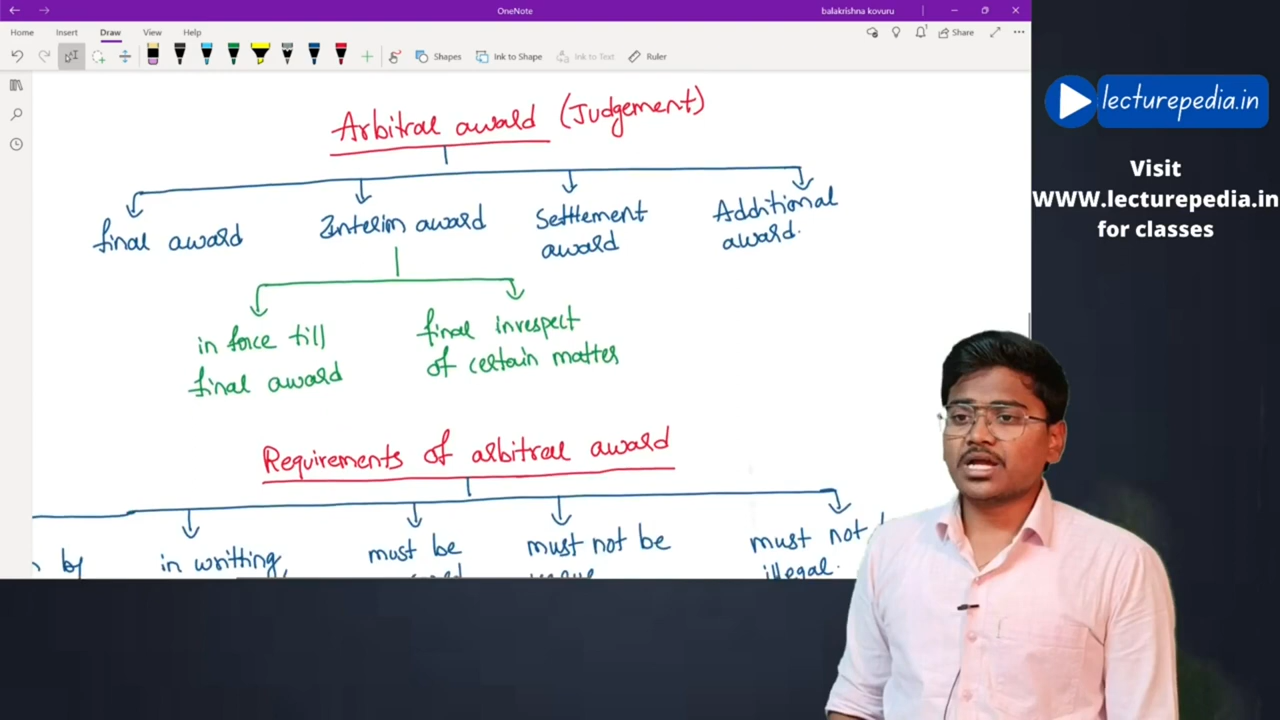 OneNote
balakrishna kovuru
Home Insert Draw View Help
Share
Shapes Ink to Shape Ink to Text Ruler
Arbitral award (Judgement)
final award
Interim award
Settlement
award
Additional
award.
in force till
final award
final inrespect
of certain matter
Requirements of arbitral award
by
in writting,
must be
must not be
must not
illegal.
lecturepedia.in
Visit
WWW.lecturepedia.in
for classes